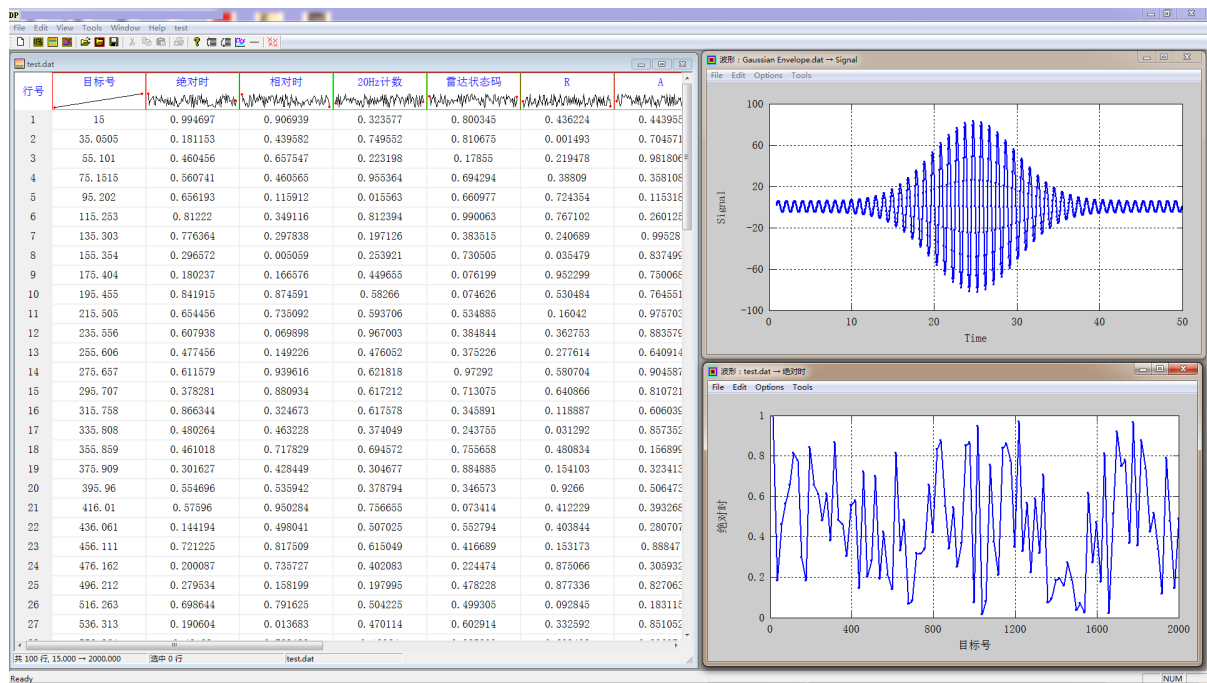 DP
File Edit View Tools Window Help test
test.dat
行号 目标号 绝对时 相对时 20Hz计数 雷达状态码 R A
1 15 0.994697 0.906939 0.323577 0.800345 0.436224 0.443955
2 35.0505 0.181153 0.439582 0.749552 0.810675 0.001493 0.704571
3 55.101 0.460456 0.657547 0.223198 0.17855 0.219478 0.981806
4 75.1515 0.560741 0.460565 0.955364 0.694294 0.38809 0.358108
5 95.202 0.656193 0.115912 0.015563 0.660977 0.724354 0.115318
6 115.253 0.81222 0.349116 0.812394 0.990063 0.767102 0.260125
7 135.303 0.776364 0.297838 0.197126 0.383515 0.240689 0.99528
8 155.354 0.296572 0.005059 0.253921 0.730505 0.035479 0.837499
9 175.404 0.180237 0.166576 0.449655 0.076199 0.952299 0.750068
10 195.455 0.841915 0.874591 0.58266 0.074626 0.530484 0.764551
11 215.505 0.654456 0.735092 0.593706 0.534885 0.16042 0.975703
12 235.556 0.607938 0.069898 0.967003 0.384844 0.362753 0.883579
13 255.606 0.477456 0.149226 0.476052 0.375226 0.277614 0.640914
14 275.657 0.611579 0.939616 0.621818 0.97292 0.580704 0.904587
15 295.707 0.378281 0.880934 0.617212 0.713075 0.640866 0.810721
16 315.758 0.866344 0.324673 0.617578 0.345891 0.118887 0.606039
17 335.808 0.480264 0.463228 0.374049 0.243755 0.031292 0.857352
18 355.859 0.461018 0.717829 0.694572 0.755658 0.480834 0.156899
19 375.909 0.301627 0.428449 0.304677 0.884885 0.154103 0.323413
20 395.96 0.554696 0.535942 0.378794 0.346573 0.9266 0.506473
21 416.01 0.57596 0.950284 0.756655 0.073414 0.412229 0.393268
22 436.061 0.144194 0.498041 0.507025 0.552794 0.403844 0.280707
23 456.111 0.721225 0.817509 0.615049 0.416689 0.153173 0.88847
24 476.162 0.200087 0.735727 0.402083 0.224474 0.875066 0.305932
25 496.212 0.279534 0.158199 0.197995 0.478228 0.877336 0.827063
26 516.263 0.698644 0.791625 0.504225 0.499305 0.092845 0.183115
27 536.313 0.190604 0.013683 0.470114 0.602914 0.332592 0.851052
共 100 行, 15.000 → 2000.000 选中 0 行 test.dat
波形 : Gaussian Envelope.dat → Signal
File Edit Options Tools
100
60
20
-20
-60
-100
Signal
0 10 20 30 40 50
Time
波形 : test.dat → 绝对时
File Edit Options Tools
1
0.8
0.6
0.4
0.2
0
绝对时
0 400 800 1200 1600 2000
目标号
Ready NUM